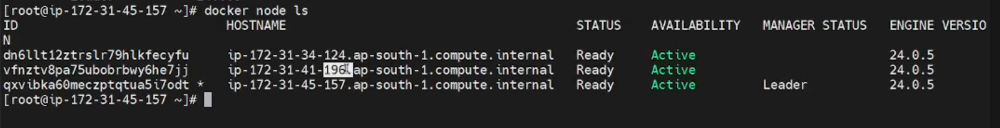 [root@ip-172-31-45-157 ~]# docker node ls
ID HOSTNAME STATUS AVAILABILITY MANAGER STATUS ENGINE VERSIO
N
dn6llt12ztrslr79hlkfecyfu ip-172-31-34-124.ap-south-1.compute.internal Ready Active 24.0.5
vfnztv8pa75ubobrbwy6he7jj ip-172-31-41-196.ap-south-1.compute.internal Ready Active 24.0.5
qxvibka60meczptqtua5i7odt * ip-172-31-45-157.ap-south-1.compute.internal Ready Active Leader 24.0.5
[root@ip-172-31-45-157 ~]#